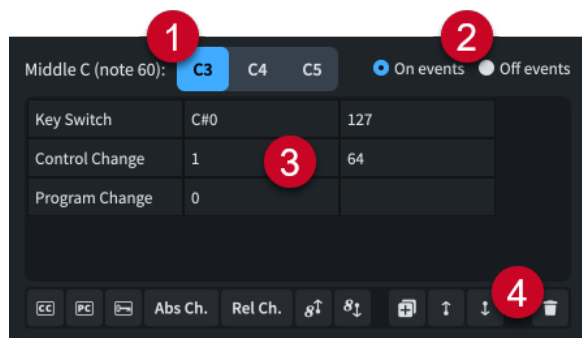 1
2
Middle C (note 60): C3 C4 C5 On events Off events
Key Switch C#0 127
Control Change 1 3 64
Program Change 0
4
CC PC Abs Ch. Rel Ch. 8 8